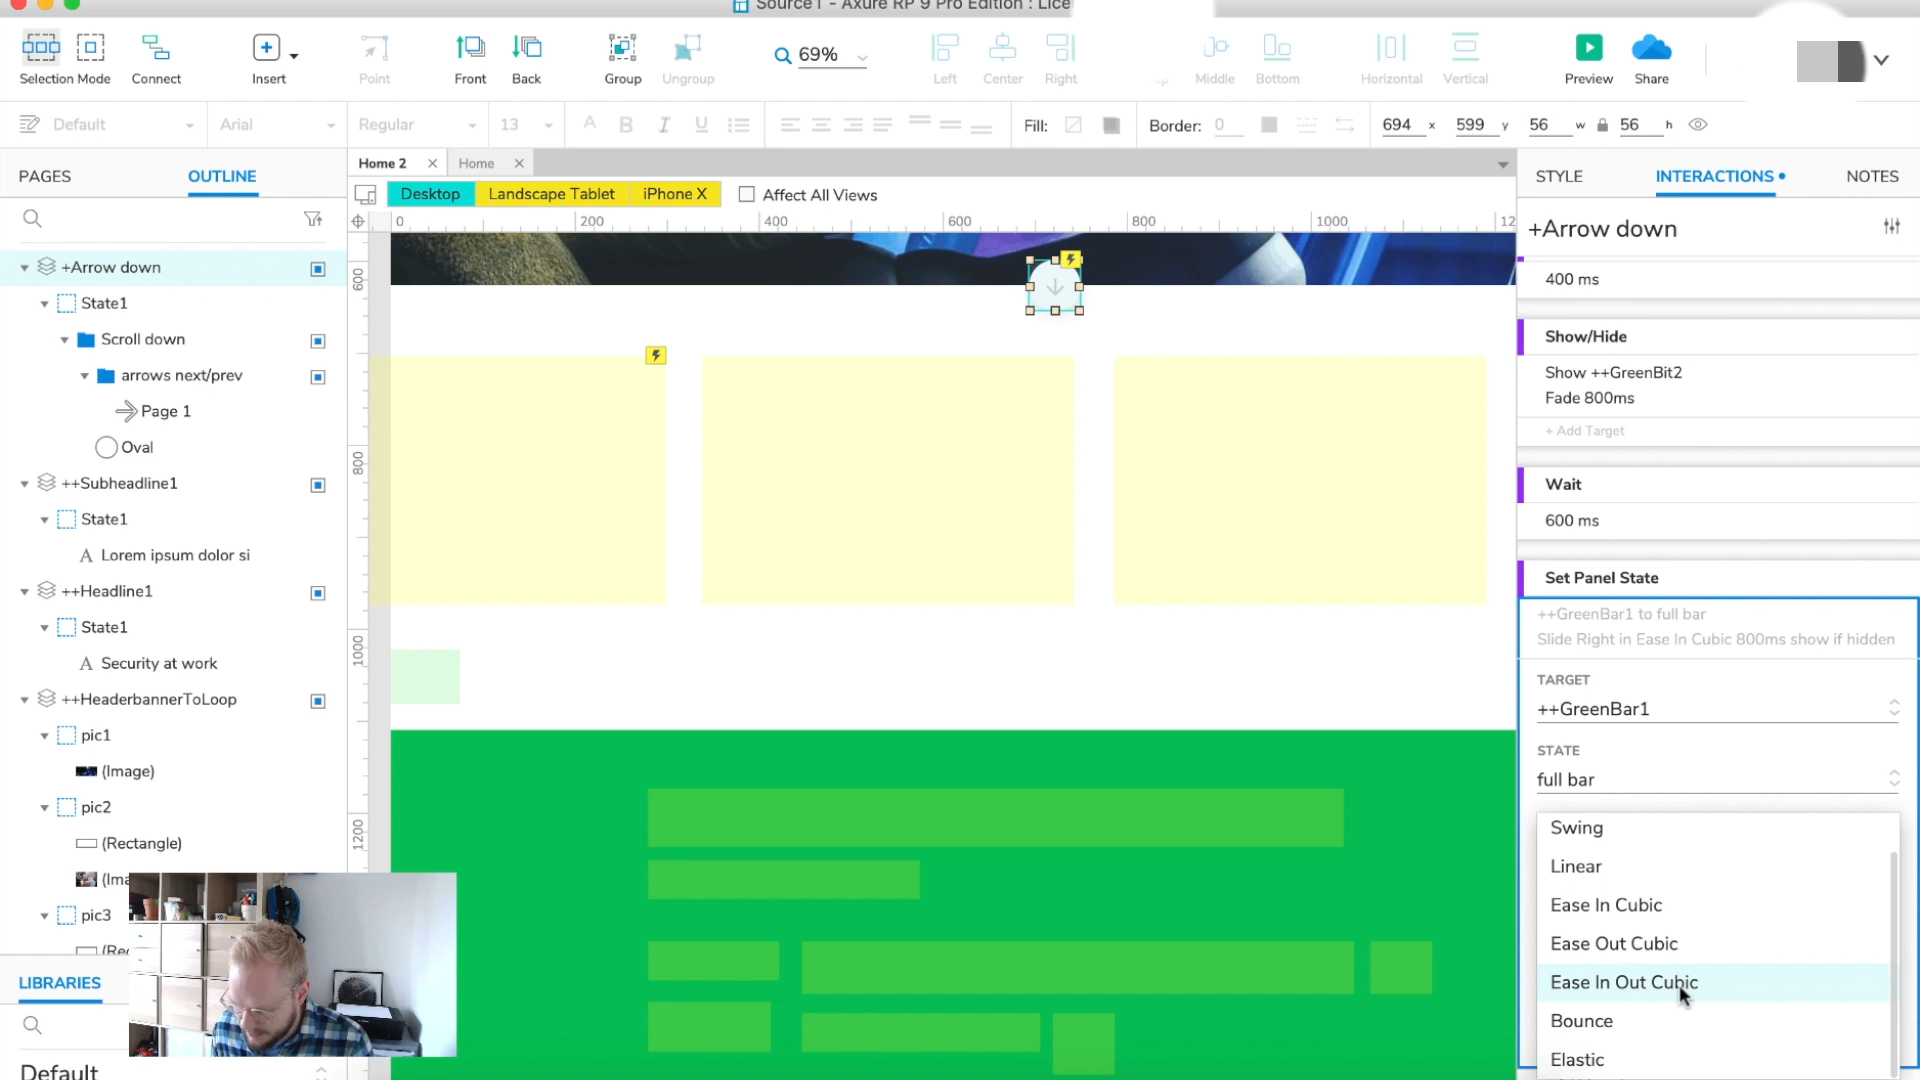 Source1 - Axure RP 9 Pro Edition : Lice
69%
Selection Mode
Connect
Insert
Point
Front
Back
Group
Ungroup
Left
Center
Right
Middle
Bottom
Horizontal
Vertical
Preview
Share
Default
Arial
Regular
13
Fill:
Border:
0
694 x
599 y
56 w
56 h
PAGES
OUTLINE
Home 2
Home
STYLE
INTERACTIONS
NOTES
Desktop
Landscape Tablet
iPhone X
Affect All Views
0
200
400
600
800
1000
12
600
800
1000
1200
+Arrow down
State1
Scroll down
arrows next/prev
Page 1
Oval
++Subheadline1
State1
Lorem ipsum dolor si
++Headline1
State1
Security at work
++HeaderbannerToLoop
pic1
(Image)
pic2
(Rectangle)
(Ima
pic3
(Rec
LIBRARIES
Default
+Arrow down
400 ms
Show/Hide
Show ++GreenBit2
Fade 800ms
+ Add Target
Wait
600 ms
Set Panel State
++GreenBar1 to full bar
Slide Right in Ease In Cubic 800ms show if hidden
TARGET
++GreenBar1
STATE
full bar
Swing
Linear
Ease In Cubic
Ease Out Cubic
Ease In Out Cubic
Bounce
Elastic